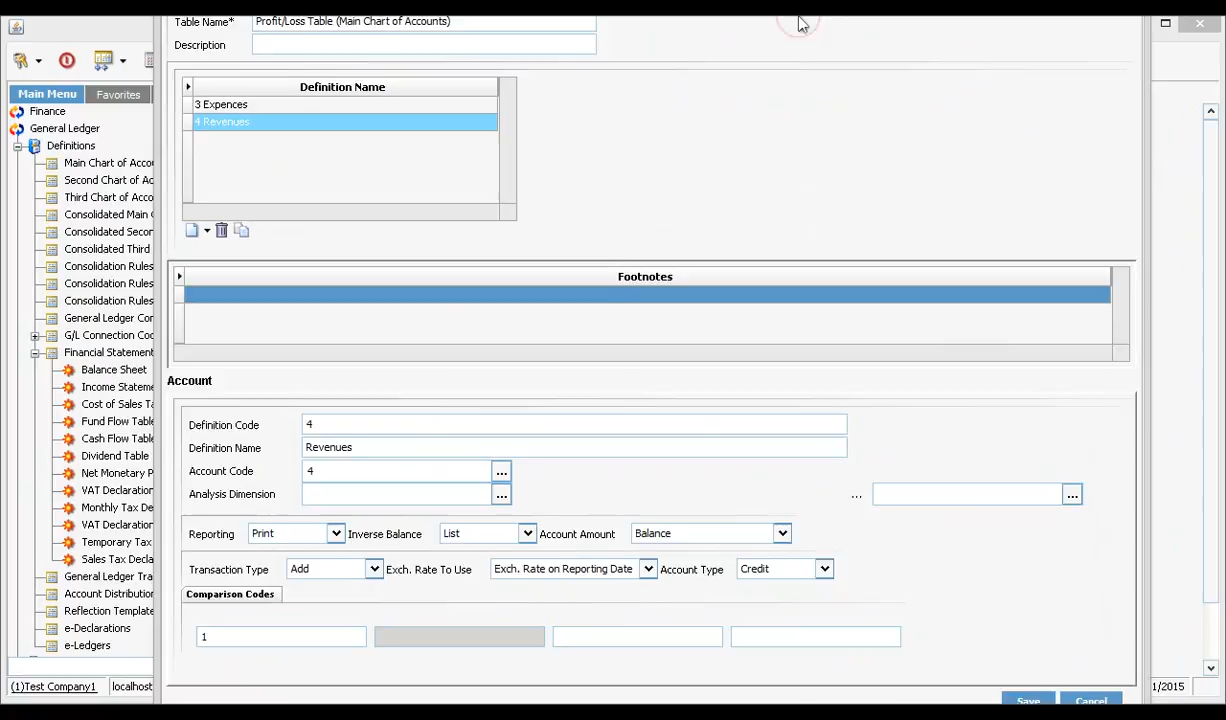 Table Names* Profit/Loss Table (Main Chart of Accounts)
Description
Main Menu Favorites
Finance
General Ledger
Definitions
Main Chart of Acco
Second Chart of Ac
Third Chart of Acco
Consolidated Main C
Consolidated Secon
Consolidated Third
Consolidation Rules
Consolidation Rules
Consolidation Rules
General Ledger Cor
G/L Connection Coc
Financial Statement
Balance Sheet
Income Stateme
Cost of Sales Ta
Fund Flow Table
Cash Flow Table
Dividend Table
Net Monetary P
VAT Declaration
Monthly Tax De
VAT Declaration
Temporary Tax
Sales Tax Decla
General Ledger Tra
Account Distributio
Reflection Template
e-Declarations
e-Ledgers
(1)Test Company1 localhost
1/2015
Definition Name
3 Expences
4 Revenues
Footnotes
Account
Definition Code 4
Definition Name Revenues
Account Code 4 ...
Analysis Dimension ... ... ...
Reporting Print Inverse Balance List Account Amount Balance
Transaction Type Add Exch. Rate To Use Exch. Rate on Reporting Date Account Type Credit
Comparison Codes
1
Save Cancel